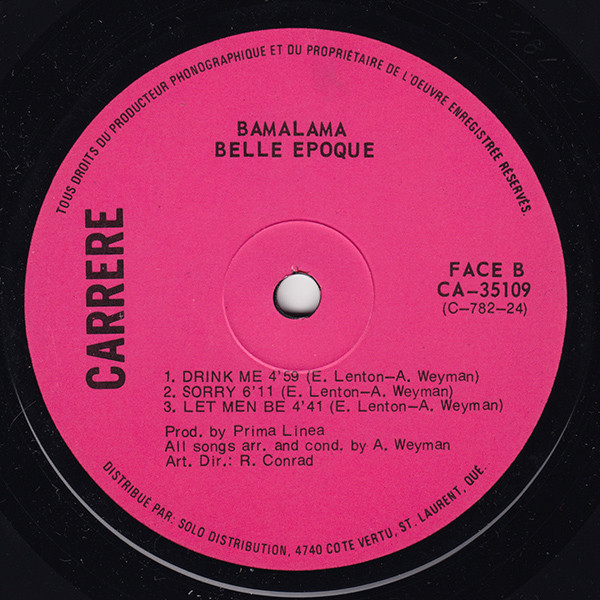 TOUS DROITS DU PRODUCTEUR PHONOGRAPHIQUE ET DU PROPRIÉTAIRE DE L'OEUVRE ENREGISTRÉE RÉSERVÉS.
BAMALAMA
BELLE EPOQUE
CARRERE
FACE B
CA-35109
(C-782-24)
1. DRINK ME 4'59 (E. Lenton-A. Weyman)
2. SORRY 6'11 (E. Lenton-A. Weyman)
3. LET MEN BE 4'41 (E. Lenton-A. Weyman)
Prod. by Prima Linea
All songs arr. and cond. by A. Weyman
Art. Dir.: R. Conrad
DISTRIBUÉ PAR: SOLO DISTRIBUTION, 4740 COTE VERTU, ST. LAURENT, QUÉ.